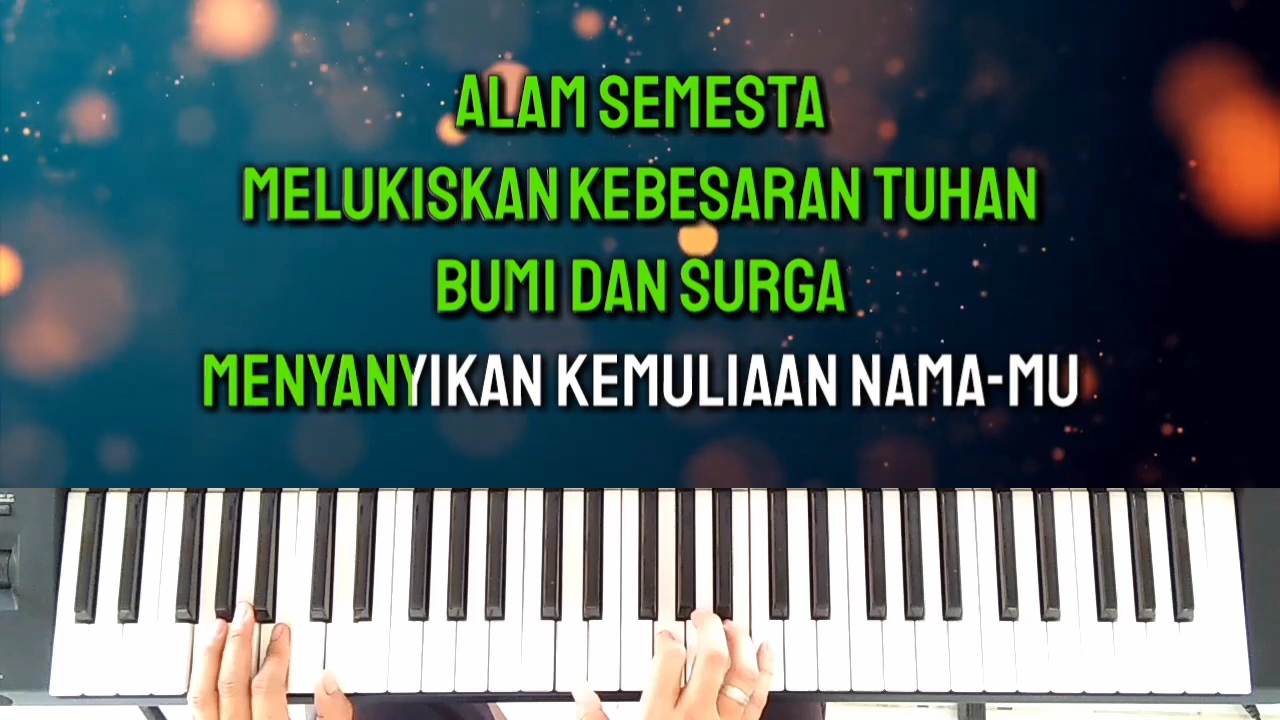 ALAM SEMESTA
MELUKISKAN KEBESARAN TUHAN
BUMI DAN SURGA
MENYANYIKAN KEMULIAAN NAMA-MU